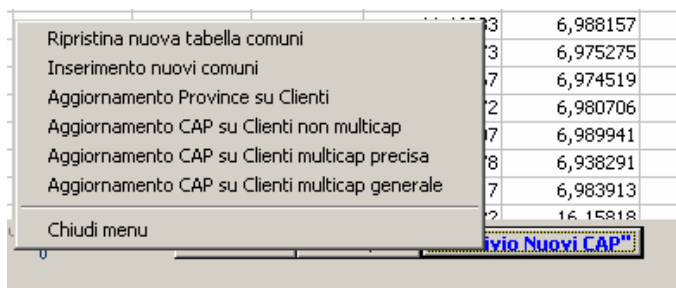 6,988157
Ripristina nuova tabella comuni
6,975275
Inserimento nuovi comuni
6,974519
Aggiornamento Province su Clienti
6,980706
Aggiornamento CAP su Clienti non multicap
6,989941
Aggiornamento CAP su Clienti multicap precisa
6,938291
Aggiornamento CAP su Clienti multicap generale
6,983913
16,15818
Chiudi menu
Nuovi CAP"